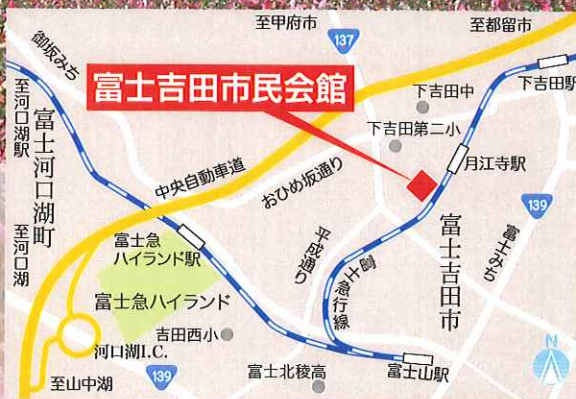 至甲府市
至都留市
137
御坂みち
富士吉田市民会館
下吉田駅
下吉田中
至河口湖駅
富士河口湖町
下吉田第二小
月江寺駅
中央自動車道
おひめ坂通り
139
至河口湖
富士急
ハイランド駅
平成通り
富士急行線
富士吉田市
富士みち
富士急ハイランド
吉田西小
河口湖I.C.
N
至山中湖
139
富士北稜高
富士山駅